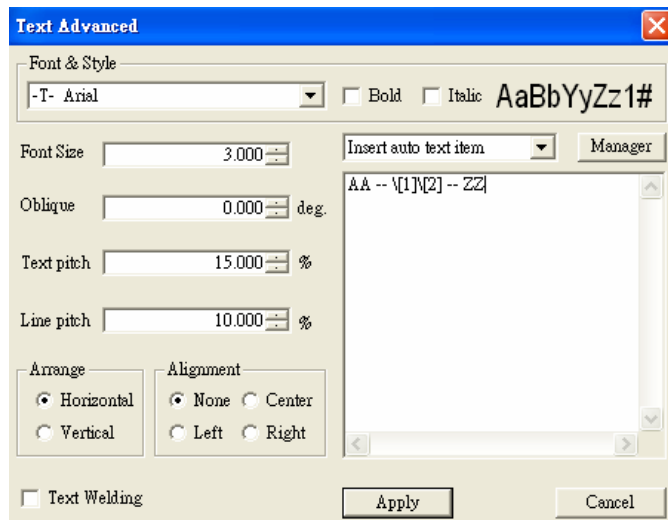 Text Advanced
Font & Style
-T- Arial
Bold
Italic
AaBbYyZz1#
Font Size
3.000
Insert auto text item
Manager
Oblique
0.000
deg.
AA -- \[1]\[2] -- ZZ
Text pitch
15.000
%
Line pitch
10.000
%
Arrange
Horizontal
Vertical
Alignment
None
Center
Left
Right
Text Welding
Apply
Cancel